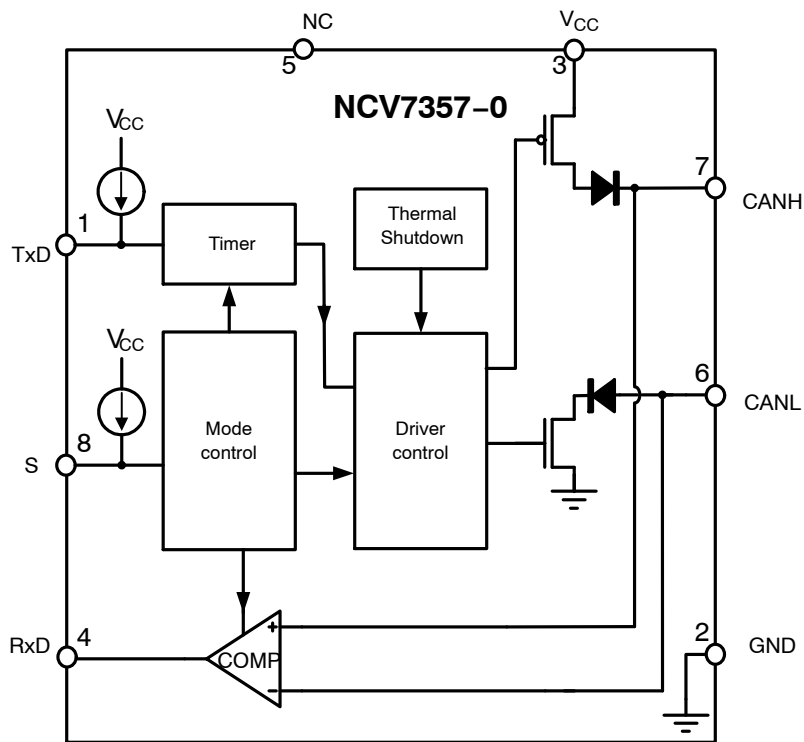 NC
5
VCC
3
NCV7357–0
VCC
1
TxD
Timer
Thermal
Shutdown
7
CANH
VCC
8
S
Mode
control
Driver
control
6
CANL
RxD
4
COMP
+
−
2
GND